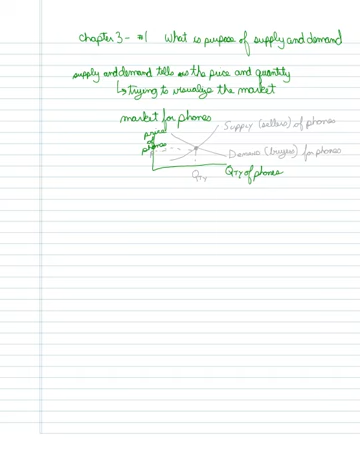 chapter 3 - #1 What is purpose of supply and demand
supply and demand tells us the price and quantity
↳ trying to visualize the market
market for phones
price of phones
Supply (sellers) of phones
P
Demand (buyers) for phones
QTY
QTY of phones